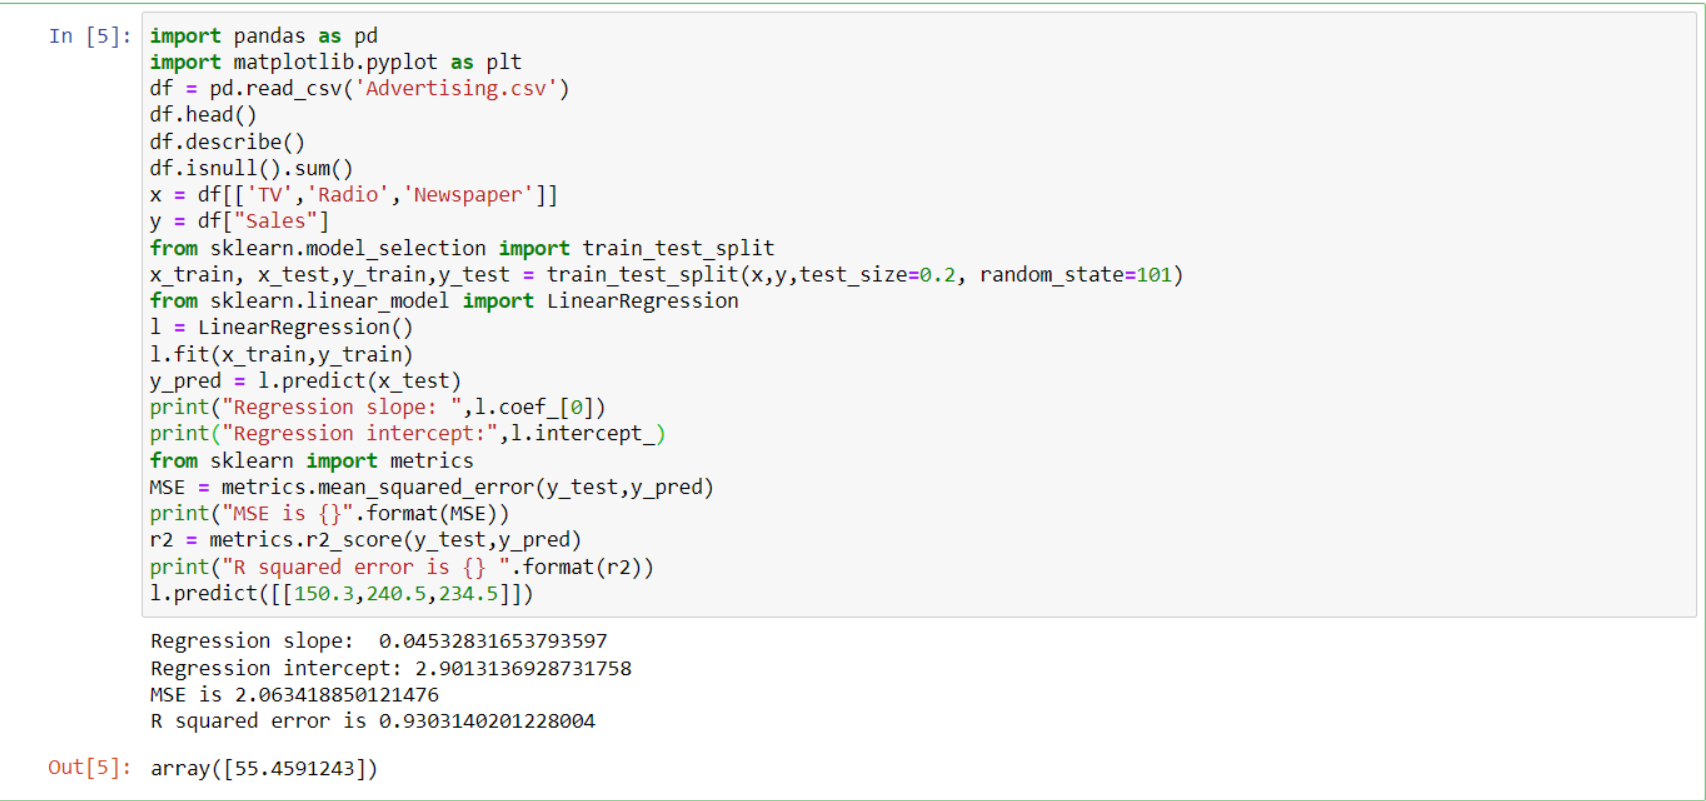 In [5]: import pandas as pd
import matplotlib.pyplot as plt
df = pd.read_csv('Advertising.csv')
df.head()
df.describe()
df.isnull().sum()
x = df[['TV','Radio','Newspaper']]
y = df["Sales"]
from sklearn.model_selection import train_test_split
x_train, x_test,y_train,y_test = train_test_split(x,y,test_size=0.2, random_state=101)
from sklearn.linear_model import LinearRegression
l = LinearRegression()
l.fit(x_train,y_train)
y_pred = l.predict(x_test)
print("Regression slope: ",l.coef_[0])
print("Regression intercept:",l.intercept_)
from sklearn import metrics
MSE = metrics.mean_squared_error(y_test,y_pred)
print("MSE is {}".format(MSE))
r2 = metrics.r2_score(y_test,y_pred)
print("R squared error is {} ".format(r2))
l.predict([[150.3,240.5,234.5]])
Regression slope:  0.04532831653793597
Regression intercept: 2.9013136928731758
MSE is 2.063418850121476
R squared error is 0.9303140201228004
Out[5]: array([55.4591243])